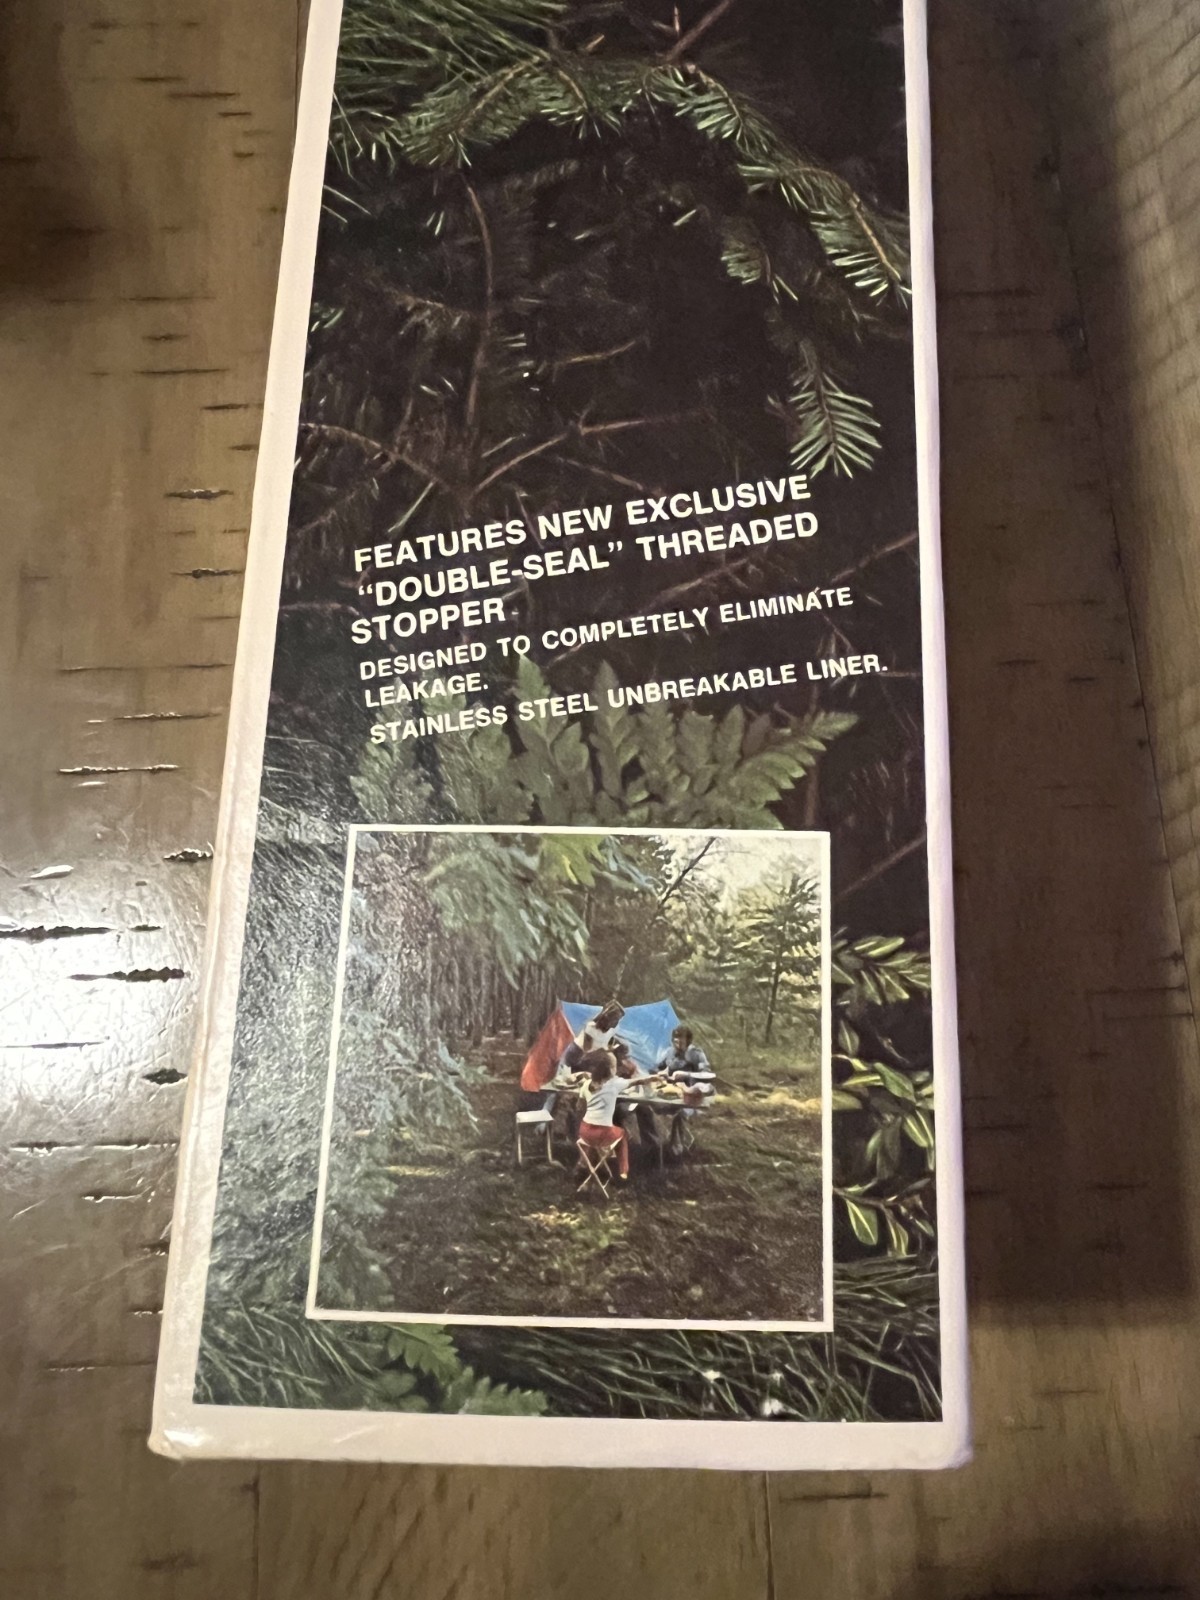 FEATURES NEW EXCLUSIVE
“DOUBLE-SEAL” THREADED
STOPPER
DESIGNED TO COMPLETELY ELIMINATE
LEAKAGE.
STAINLESS STEEL UNBREAKABLE LINER.